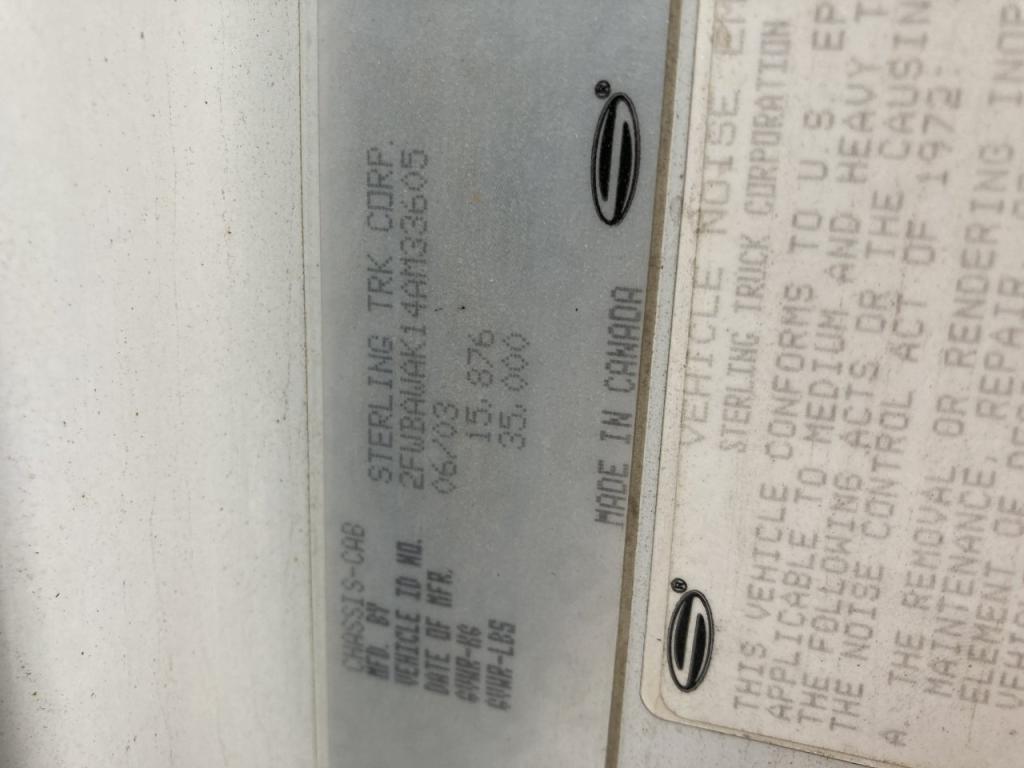 CHASSIS-CAB
MFD. BY STERLING TRK CORP.
VEHICLE ID NO. 2FWBAWAK14AM33605
DATE OF MFR. 06/03
GVWR-KG 15,876
GVWR-LBS 35,000
MADE IN CANADA
VEHICLE NOISE EM
STERLING TRUCK CORPORATION
THIS VEHICLE CONFORMS TO U S EP
APPLICABLE TO MEDIUM AND HEAVY T
THE FOLLOWING ACTS OR THE CAUSIN
THE NOISE CONTROL ACT OF 1972:
A. THE REMOVAL OR RENDERING INOP
MAINTENANCE, REPAIR, OR
ELEMENT OF DESI